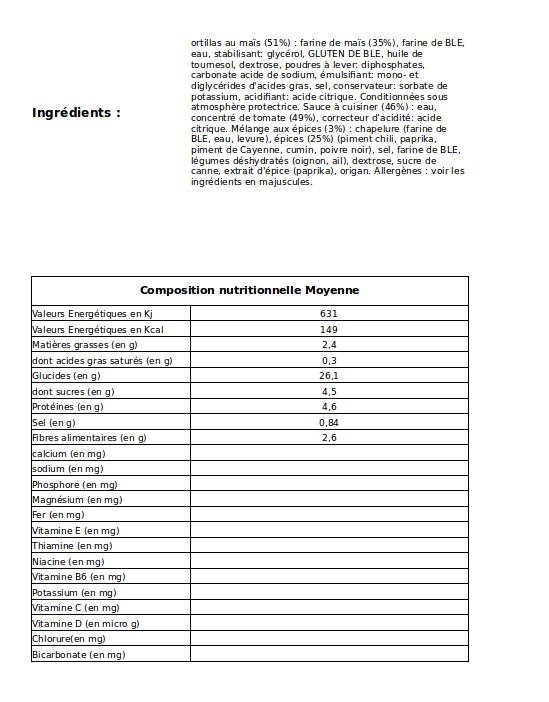 ortillas au maïs (51%) : farine de maïs (35%), farine de BLE,
eau, stabilisant: glycérol, GLUTEN DE BLE, huile de
tournesol, dextrose, poudres à lever: diphosphates,
carbonate acide de sodium, émulsifiant: mono- et
diglycérides d'acides gras, sel, conservateur: sorbate de
potassium, acidifiant: acide citrique. Conditionnées sous
atmosphère protectrice. Sauce à cuisiner (46%) : eau,
concentré de tomate (49%), correcteur d'acidité: acide
citrique. Mélange aux épices (3%) : chapelure (farine de
BLE, eau, levure), épices (25%) (piment chili, paprika,
piment de Cayenne, cumin, poivre noir), sel, farine de BLE,
légumes déshydratés (oignon, ail), dextrose, sucre de
canne, extrait d'épice (paprika), origan. Allergènes : voir les
ingrédients en majuscules.
Ingrédients :
Composition nutritionnelle Moyenne
Valeurs Energétiques en Kj 631
Valeurs Energétiques en Kcal 149
Matières grasses (en g) 2,4
dont acides gras saturés (en g) 0,3
Glucides (en g) 26,1
dont sucres (en g) 4,5
Protéines (en g) 4,6
Sel (en g) 0,84
Fibres alimentaires (en g) 2,6
calcium (en mg)
sodium (en mg)
Phosphore (en mg)
Magnésium (en mg)
Fer (en mg)
Vitamine E (en mg)
Thiamine (en mg)
Niacine (en mg)
Vitamine B6 (en mg)
Potassium (en mg)
Vitamine C (en mg)
Vitamine D (en micro g)
Chlorure(en mg)
Bicarbonate (en mg)